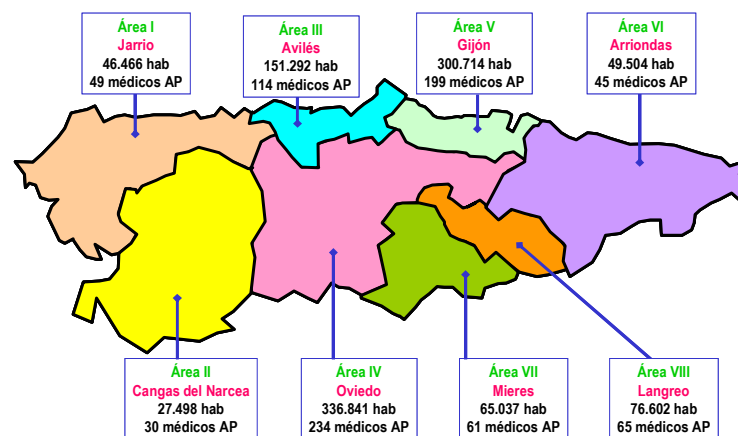 Área I
Jarrio
46.466 hab
49 médicos AP
Área III
Avilés
151.292 hab
114 médicos AP
Área V
Gijón
300.714 hab
199 médicos AP
Área VI
Arriondas
49.504 hab
45 médicos AP
Área II
Cangas del Narcea
27.498 hab
30 médicos AP
Área IV
Oviedo
336.841 hab
234 médicos AP
Área VII
Mieres
65.037 hab
61 médicos AP
Área VIII
Langreo
76.602 hab
65 médicos AP